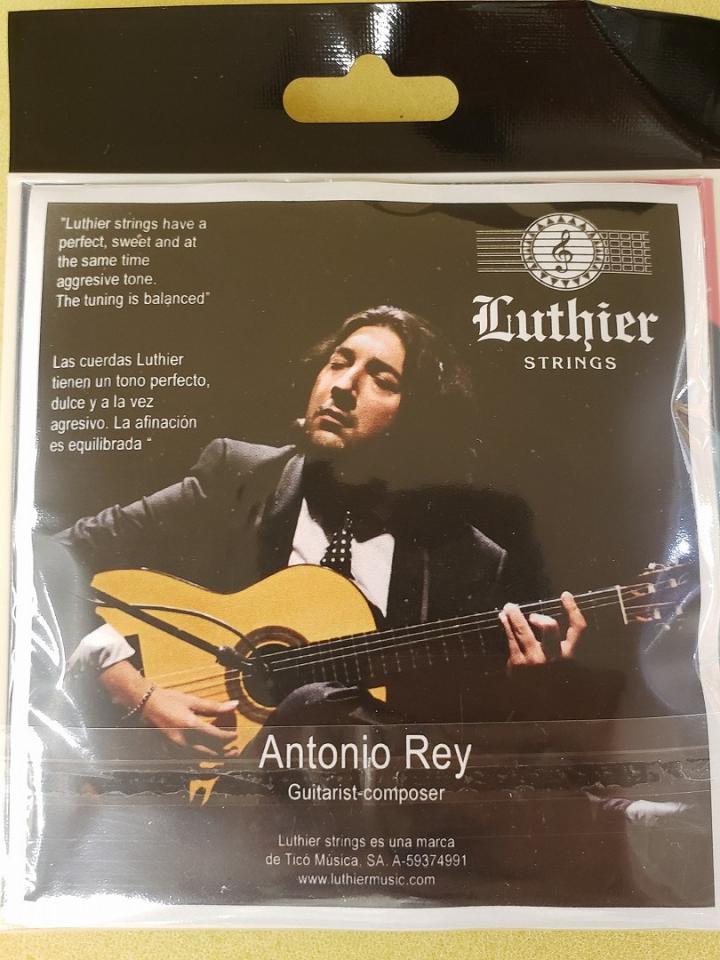 "Luthier strings have a
perfect, sweet and at
the same time
aggresive tone.
The tuning is balanced"
Las cuerdas Luthier
tienen un tono perfecto,
dulce y a la vez
agresivo. La afinación
es equilibrada "
Luthier
STRINGS
Antonio Rey
Guitarist-composer
Luthier strings es una marca
de Ticó Música, SA. A-59374991
www.luthiermusic.com